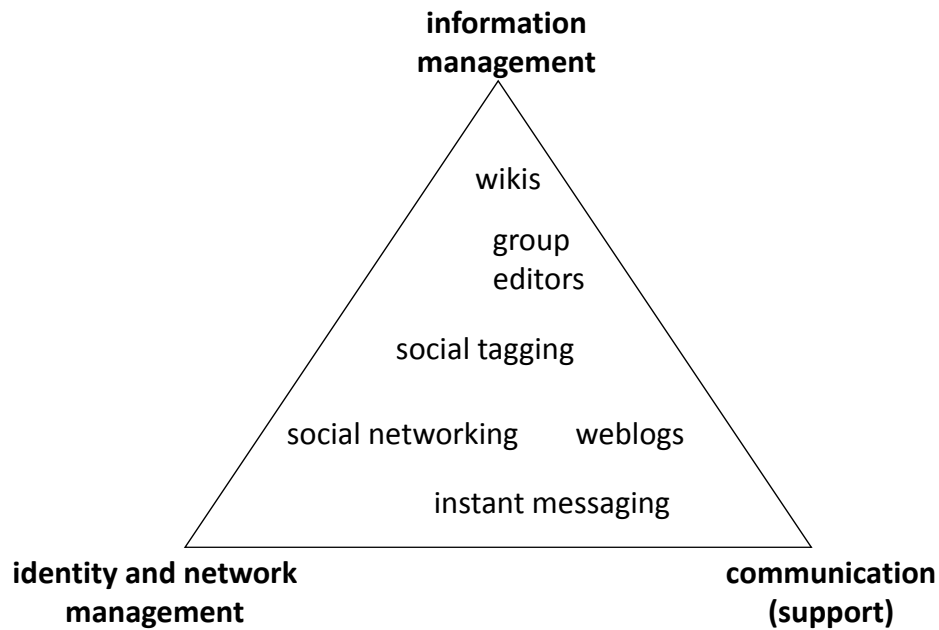 information
management
wikis
group
editors
social tagging
social networking
weblogs
instant messaging
identity and network
management
communication
(support)